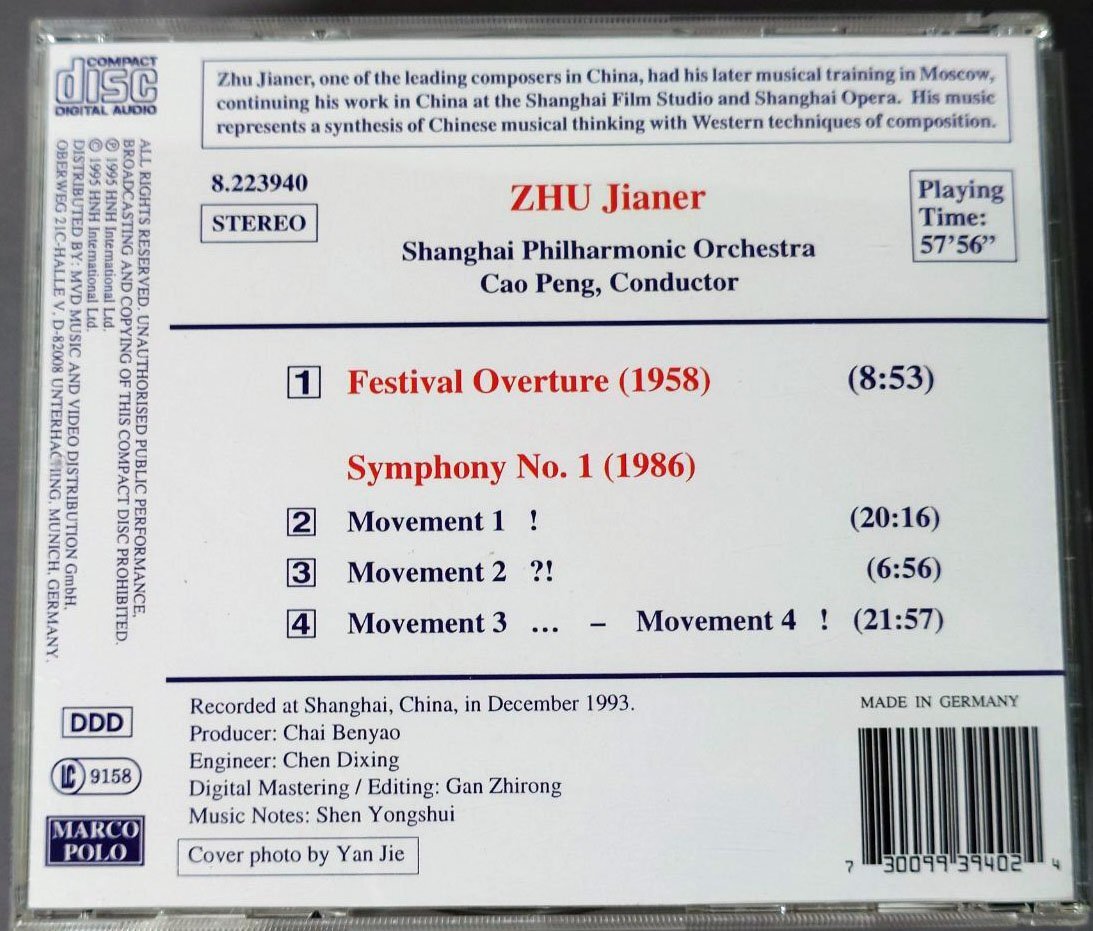 COMPACT
disc
DIGITAL AUDIO
Zhu Jianer, one of the leading composers in China, had his later musical training in Moscow,
continuing his work in China at the Shanghai Film Studio and Shanghai Opera. His music
represents a synthesis of Chinese musical thinking with Western techniques of composition.
8.223940
STEREO
ZHU Jianer
Shanghai Philharmonic Orchestra
Cao Peng, Conductor
Playing
Time:
57’56”
1 Festival Overture (1958) (8:53)
Symphony No. 1 (1986)
2 Movement 1 ! (20:16)
3 Movement 2 ?! (6:56)
4 Movement 3 ... – Movement 4 ! (21:57)
Recorded at Shanghai, China, in December 1993.
Producer: Chai Benyao
Engineer: Chen Dixing
Digital Mastering / Editing: Gan Zhirong
Music Notes: Shen Yongshui
Cover photo by Yan Jie
MADE IN GERMANY
7 30099 39402 4
ALL RIGHTS RESERVED, UNAUTHORISED PUBLIC PERFORMANCE,
BROADCASTING AND COPYING OF THIS COMPACT DISC PROHIBITED.
℗ 1995 HNH International Ltd.
© 1995 HNH International Ltd.
DISTRIBUTED BY: MVD MUSIC AND VIDEO DISTRIBUTION GmbH,
OBERWEG 21C-HALLE V, D-82008 UNTERHACHING, MUNICH, GERMANY.
DDD
LC 9158
MARCO
POLO